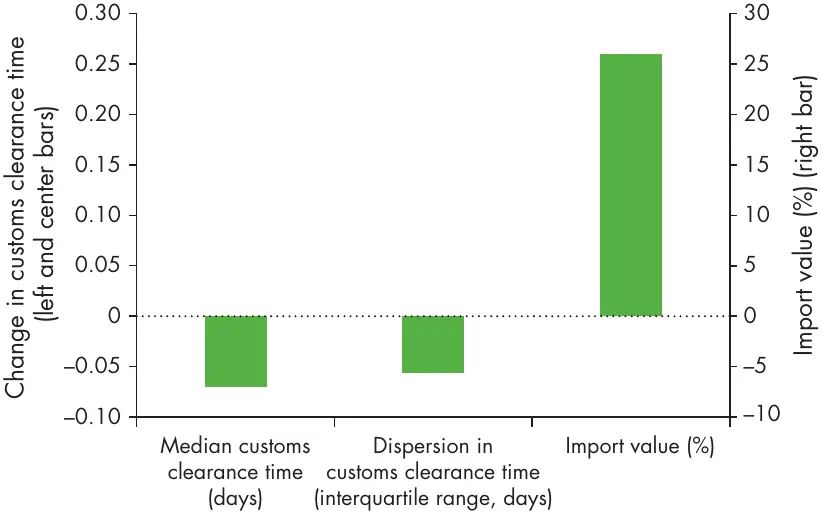 Change in customs clearance time
(left and center bars)
0.30
0.25
0.20
0.15
0.10
0.05
0
–0.05
–0.10
30
25
20
15
10
5
0
–5
–10
Import value (%) (right bar)
Median customs
clearance time
(days)
Dispersion in
customs clearance time
(interquartile range, days)
Import value (%)